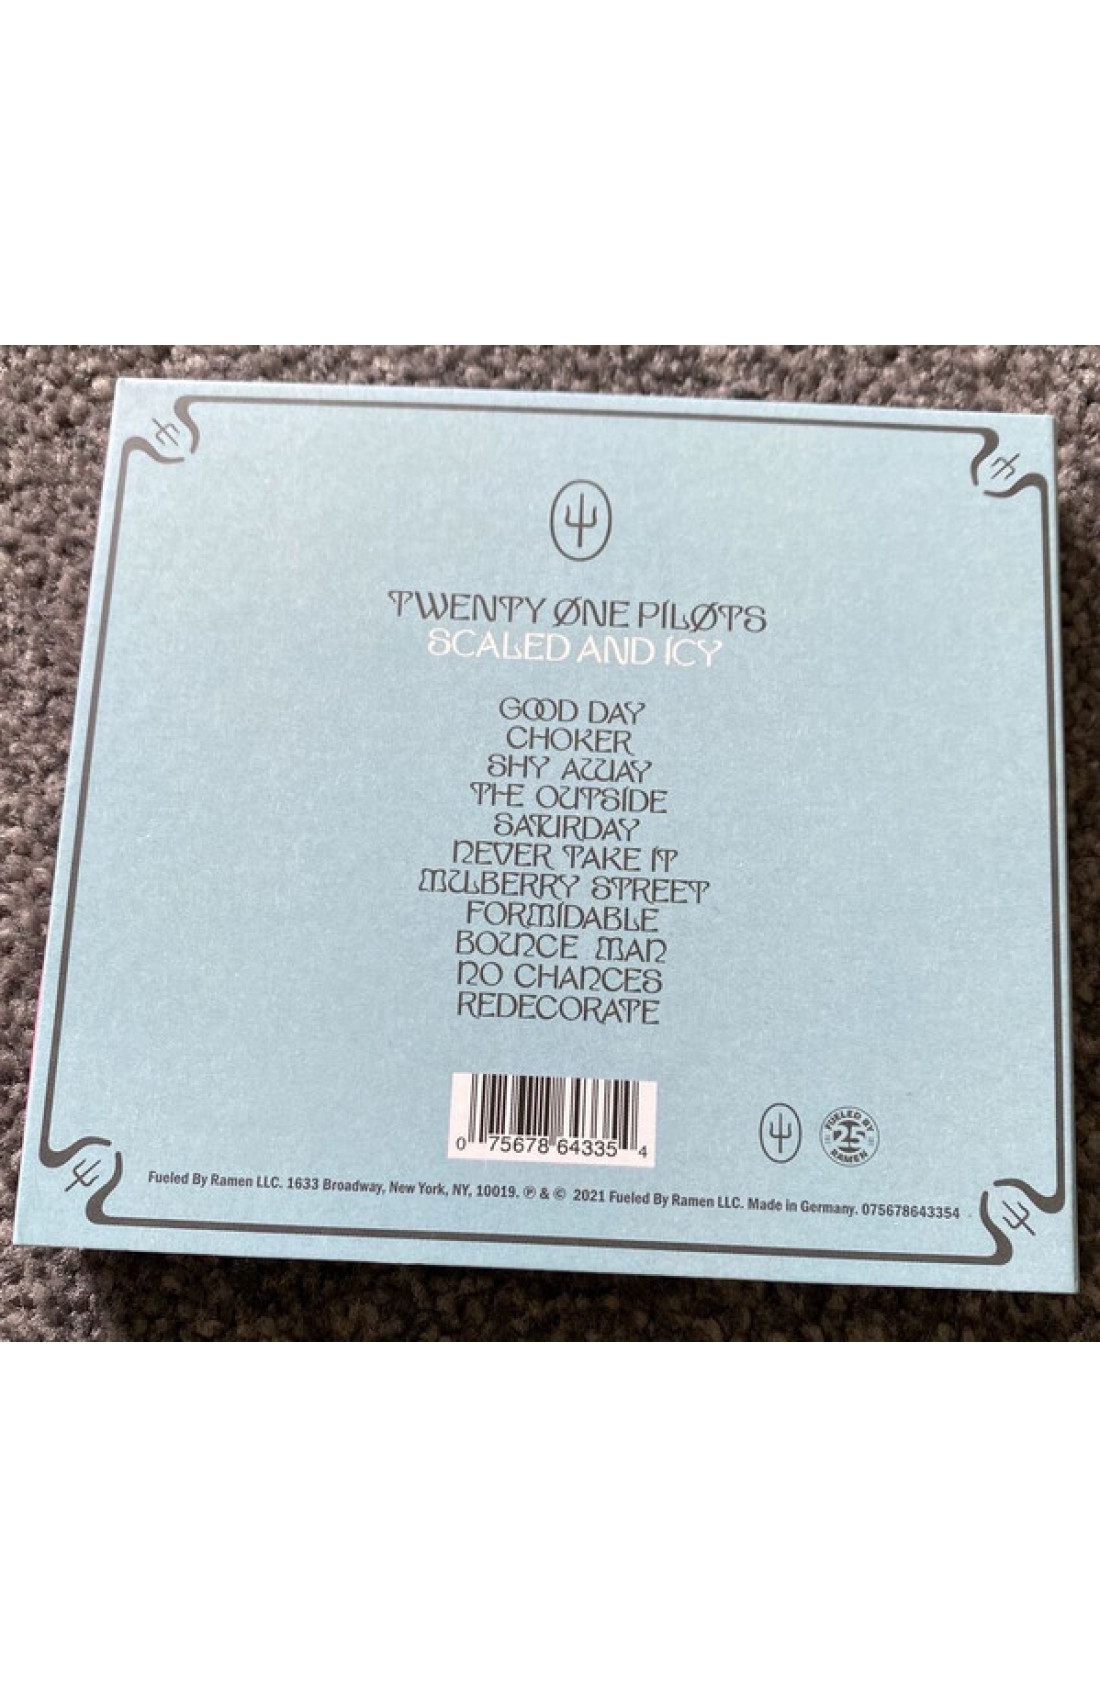 TWENTY ØNE PILØTS
SCALED AND ICY
GOOD DAY
CHOKER
SHY AWAY
THE OUTSIDE
SATURDAY
NEVER TAKE IT
MULBERRY STREET
FORMIDABLE
BOUNCE MAN
NO CHANCES
REDECORATE
0 75678 64335 4
FUELED BY
25
RAMEN
Fueled By Ramen LLC. 1633 Broadway, New York, NY, 10019. ℗ & © 2021 Fueled By Ramen LLC. Made in Germany. 075678643354